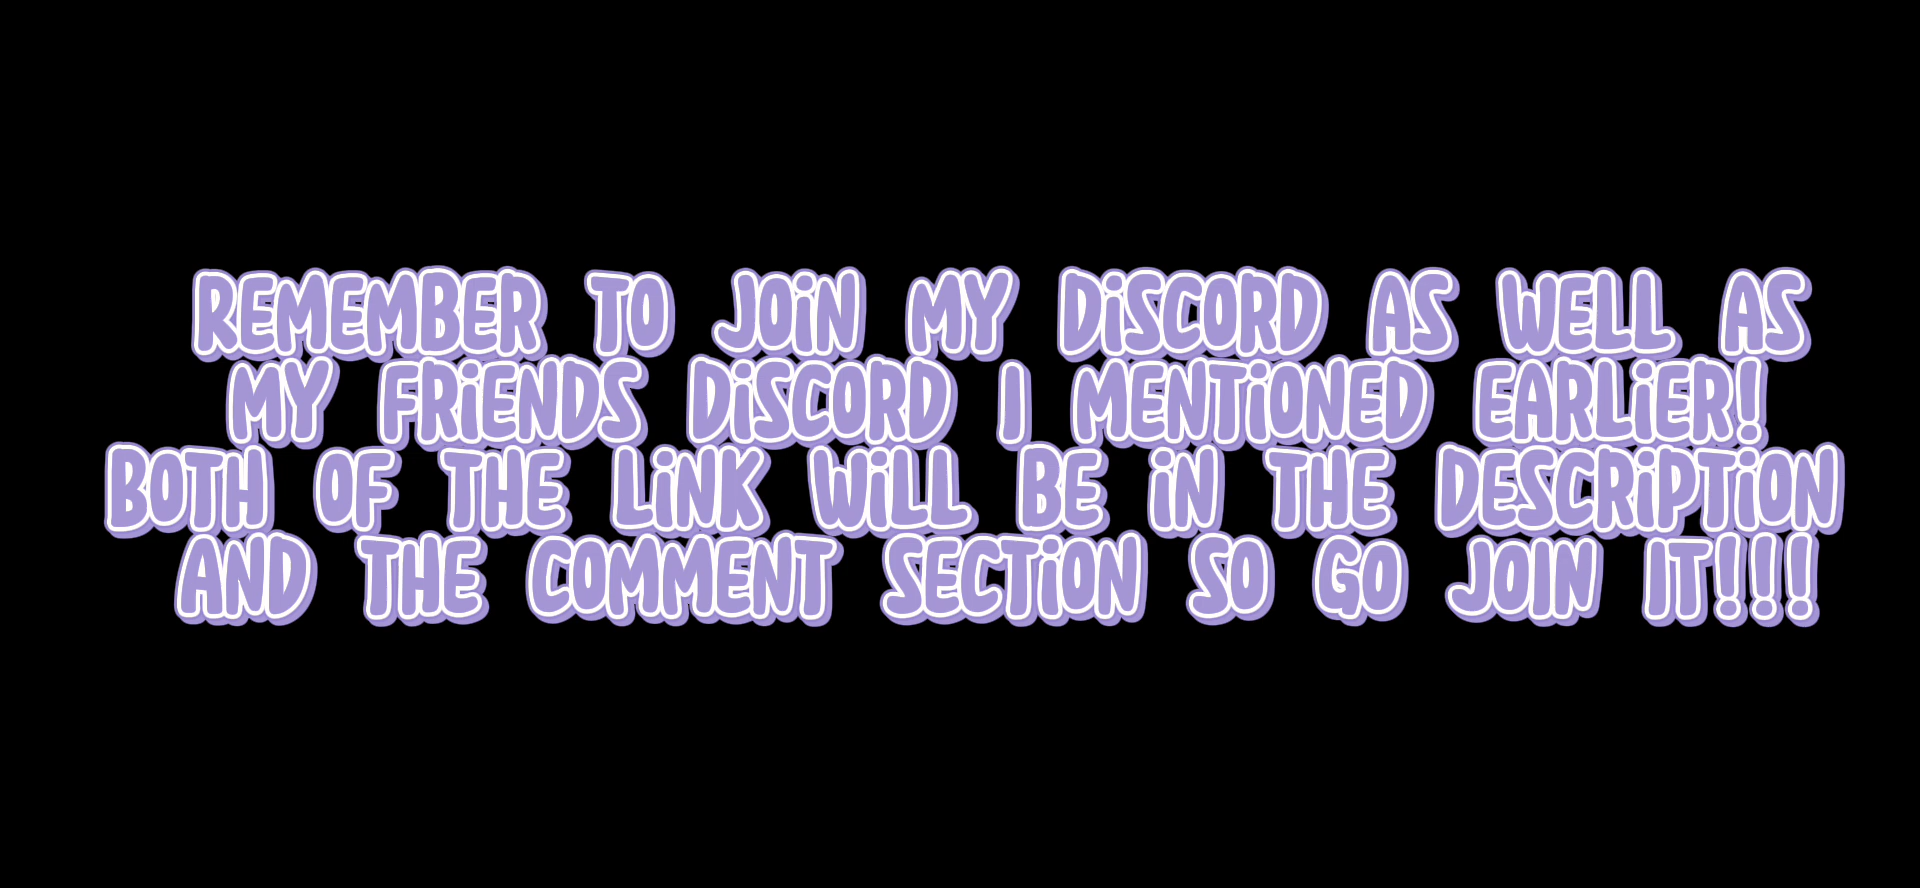 REMEMBER TO JOiN MY DiSCORD AS WELL AS
MY FRiENDS DiSCORD I MENTiONED EARLiER!
BOTH OF THE LiNK WiLL BE iN THE DESCRiPTiON
AND THE COMMENT SECTiON SO GO JOIN IT!!!